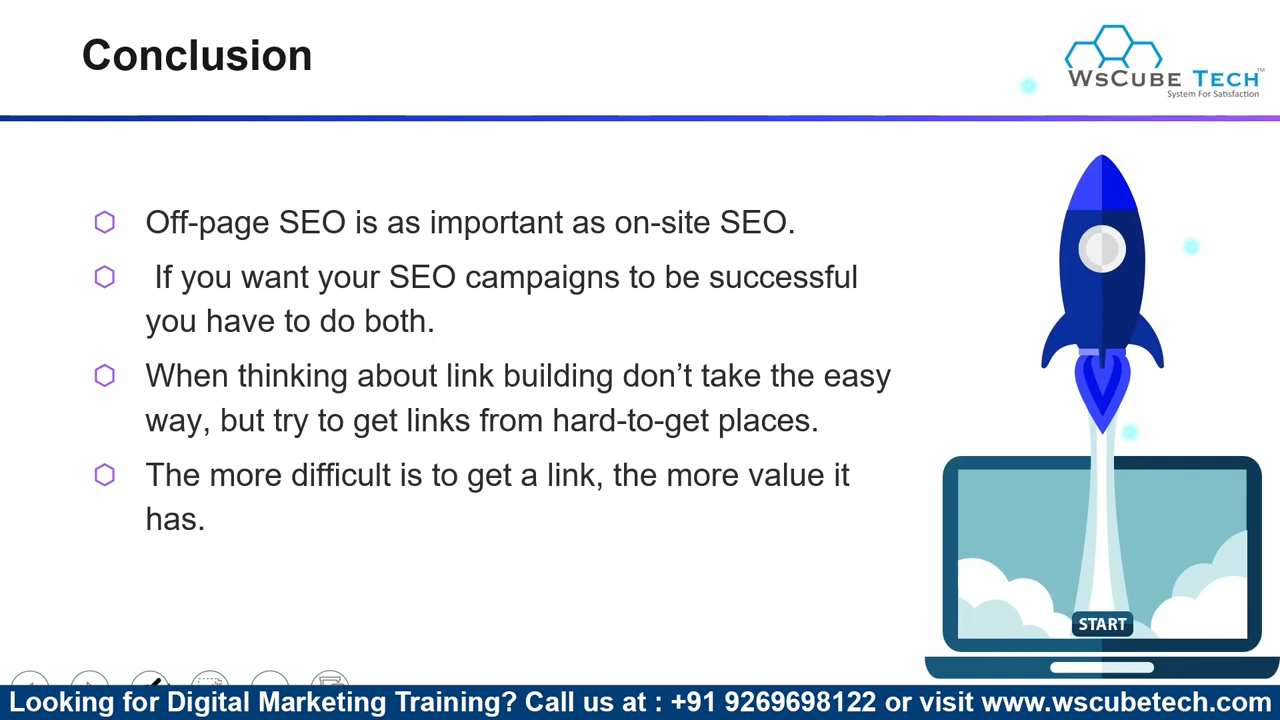 Conclusion
WSCUBE TECH™
System For Satisfaction
Off-page SEO is as important as on-site SEO.
If you want your SEO campaigns to be successful
you have to do both.
When thinking about link building don’t take the easy
way, but try to get links from hard-to-get places.
The more difficult is to get a link, the more value it
has.
START
Looking for Digital Marketing Training? Call us at : +91 9269698122 or visit www.wscubetech.com